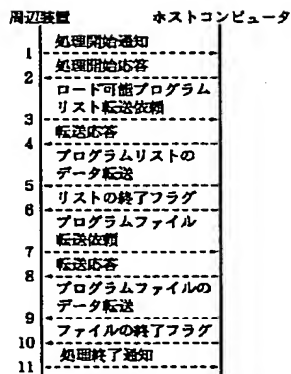 周辺装置 ホストコンピュータ
処理開始通知
1
処理開始応答
2
ロード可能プログラム
リスト転送依頼
3
転送応答
4
プログラムリストの
データ転送
5
リストの終了フラグ
6
プログラムファイル
転送依頼
7
転送応答
8
プログラムファイルの
データ転送
9
ファイルの終了フラグ
10
処理終了通知
11